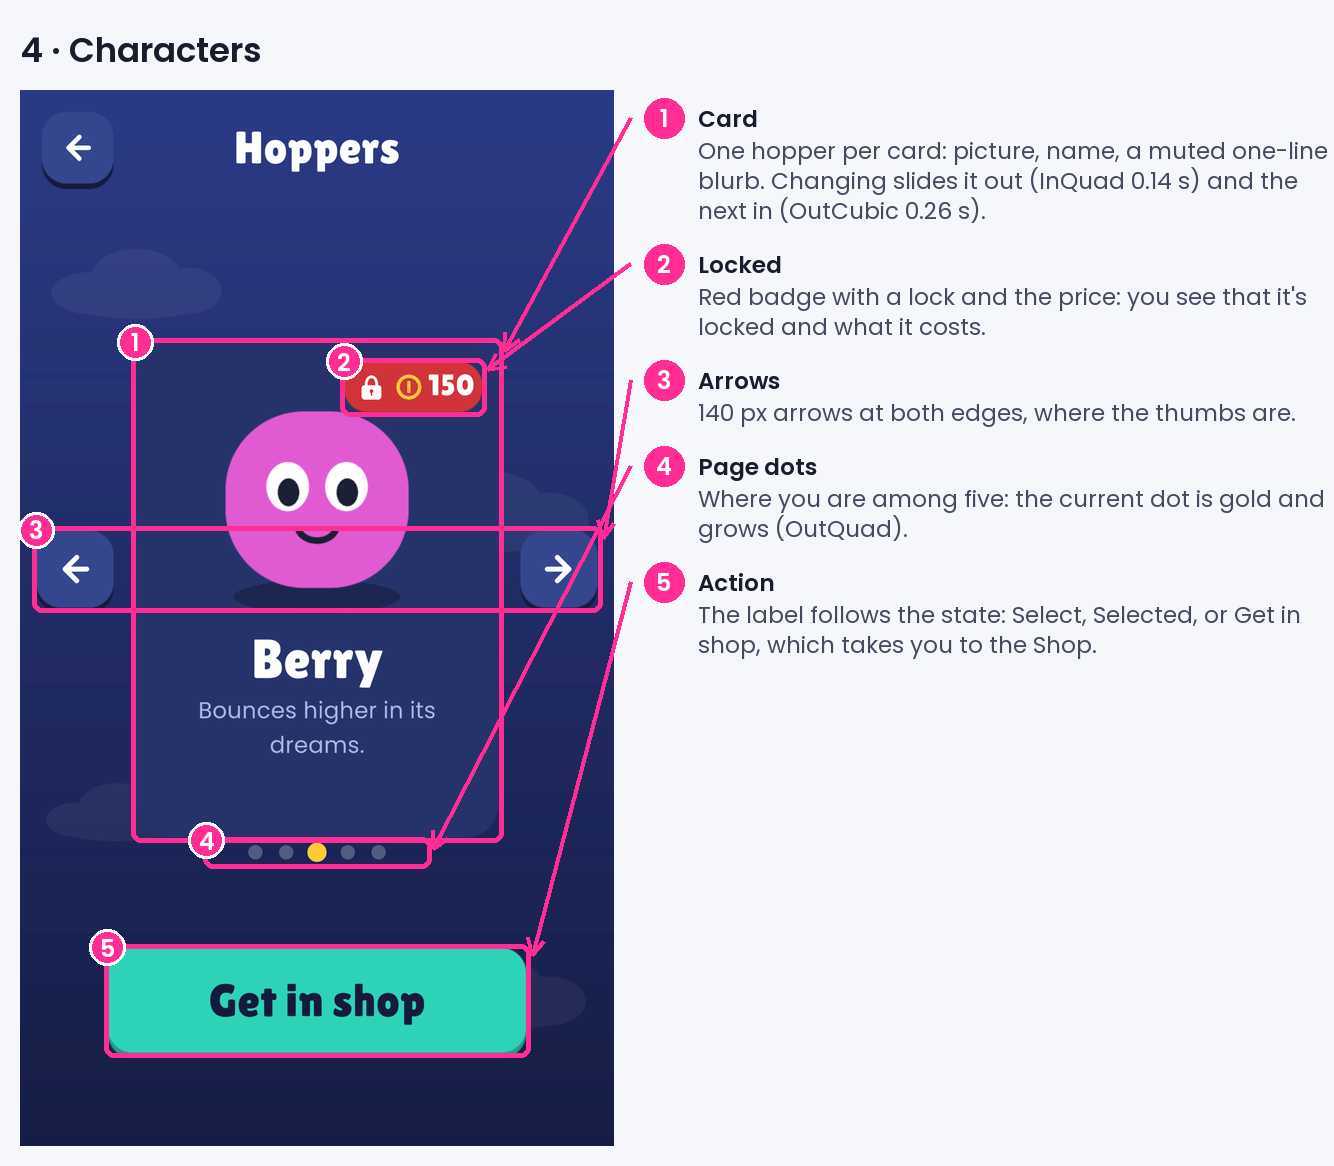 4 · Characters
Hoppers
1
2
150
3
Berry
Bounces higher in its
dreams.
4
5
Get in shop
1 Card
One hopper per card: picture, name, a muted one-line
blurb. Changing slides it out (InQuad 0.14 s) and the
next in (OutCubic 0.26 s).
2 Locked
Red badge with a lock and the price: you see that it's
locked and what it costs.
3 Arrows
140 px arrows at both edges, where the thumbs are.
4 Page dots
Where you are among five: the current dot is gold and
grows (OutQuad).
5 Action
The label follows the state: Select, Selected, or Get in
shop, which takes you to the Shop.